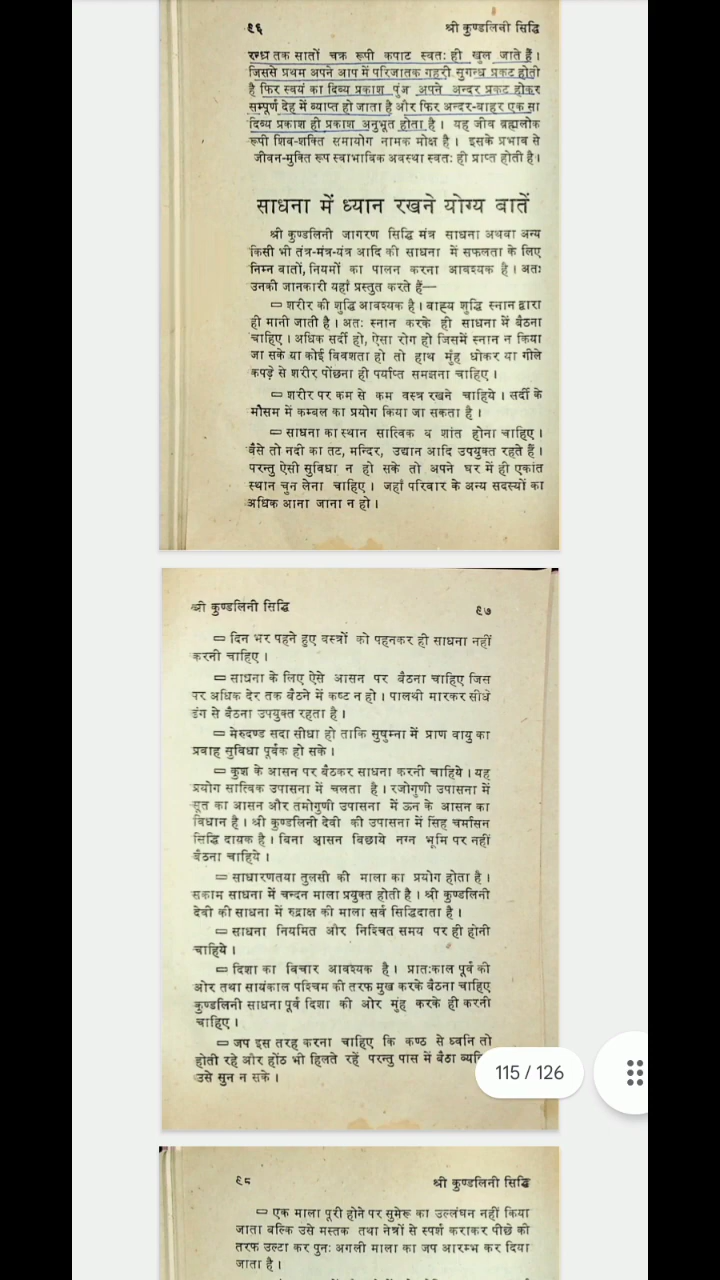 ९६ श्री कुण्डलिनी सिद्धि
रन्ध्र तक सातों चक्र रूपी कपाट स्वतः ही खुल जाते हैं।
जिससे प्रथम अपने आप में परिजातक गहरी सुगन्ध प्रकट होती
है फिर स्वयं का दिव्य प्रकाश पुंज अपने अन्दर प्रकट होकर
सम्पूर्ण देह में व्याप्त हो जाता है और फिर अन्दर-बाहर एक सा
दिव्य प्रकाश ही प्रकाश अनुभूत होता है। यह जीव ब्रह्मलोक
रूपी शिव-शक्ति समायोग नामक मोक्ष है। इसके प्रभाव से
जीवन-मुक्ति रूप स्वाभाविक अवस्था स्वतः ही प्राप्त होती है।
साधना में ध्यान रखने योग्य बातें
श्री कुण्डलिनी जागरण सिद्धि मंत्र साधना अथवा अन्य
किसी भी तंत्र-मंत्र-यंत्र आदि की साधना में सफलता के लिए
निम्न बातों, नियमों का पालन करना आवश्यक है। अतः
उनकी जानकारी यहाँ प्रस्तुत करते हैं—
▭ शरीर की शुद्धि आवश्यक है। वाह्य शुद्धि स्नान द्वारा
ही मानी जाती है। अतः स्नान करके ही साधना में बैठना
चाहिए। अधिक सर्दी हो, ऐसा रोग हो जिसमें स्नान न किया
जा सके या कोई विवशता हो तो हाथ मुँह धोकर या गीले
कपड़े से शरीर पोंछना ही पर्याप्त समझना चाहिए।
▭ शरीर पर कम से कम वस्त्र रखने चाहिये। सर्दी के
मौसम में कम्बल का प्रयोग किया जा सकता है।
▭ साधना का स्थान सात्विक व शांत होना चाहिए।
वैसे तो नदी का तट, मन्दिर, उद्यान आदि उपयुक्त रहते हैं।
परन्तु ऐसी सुविधा न हो सके तो अपने घर में ही एकांत
स्थान चुन लेना चाहिए। जहाँ परिवार के अन्य सदस्यों का
अधिक आना जाना न हो।
श्री कुण्डलिनी सिद्धि ९७
▭ दिन भर पहने हुए वस्त्रों को पहनकर ही साधना नहीं
करनी चाहिए।
▭ साधना के लिए ऐसे आसन पर बैठना चाहिए जिस
पर अधिक देर तक बैठने में कष्ट न हो। पालथी मारकर सीधे
ढंग से बैठना उपयुक्त रहता है।
▭ मेरुदण्ड सदा सीधा हो ताकि सुषुम्ना में प्राण वायु का
प्रवाह सुविधा पूर्वक हो सके।
▭ कुश के आसन पर बैठकर साधना करनी चाहिये। यह
प्रयोग सात्विक उपासना में चलता है। रजोगुणी उपासना में
सूत का आसन और तमोगुणी उपासना में ऊन के आसन का
विधान है। श्री कुण्डलिनी देवी की उपासना में सिंह चर्मासन
सिद्धि दायक है। बिना आसन बिछाये नग्न भूमि पर नहीं
बैठना चाहिये।
▭ साधारणतया तुलसी की माला का प्रयोग होता है।
सकाम साधना में चन्दन माला प्रयुक्त होती है। श्री कुण्डलिनी
देवी की साधना में रुद्राक्ष की माला सर्व सिद्धिदाता है।
▭ साधना नियमित और निश्चित समय पर ही होनी
चाहिये।
▭ दिशा का विचार आवश्यक है। प्रातःकाल पूर्व की
ओर तथा सायंकाल पश्चिम की तरफ मुख करके बैठना चाहिए
कुण्डलिनी साधना पूर्व दिशा की ओर मुंह करके ही करनी
चाहिए।
▭ जप इस तरह करना चाहिए कि कण्ठ से ध्वनि तो
होती रहे और होंठ भी हिलते रहें परन्तु पास में बैठा
उसे सुन न सके।
115 / 126
९८ श्री कुण्डलिनी सिद्धि
▭ एक माला पूरी होने पर सुमेरू का उल्लंघन नहीं किया
जाता बल्कि उसे मस्तक तथा नेत्रों से स्पर्श कराकर पीछे की
तरफ उल्टा कर पुनः अगली माला का जप आरम्भ कर दिया
जाता है।